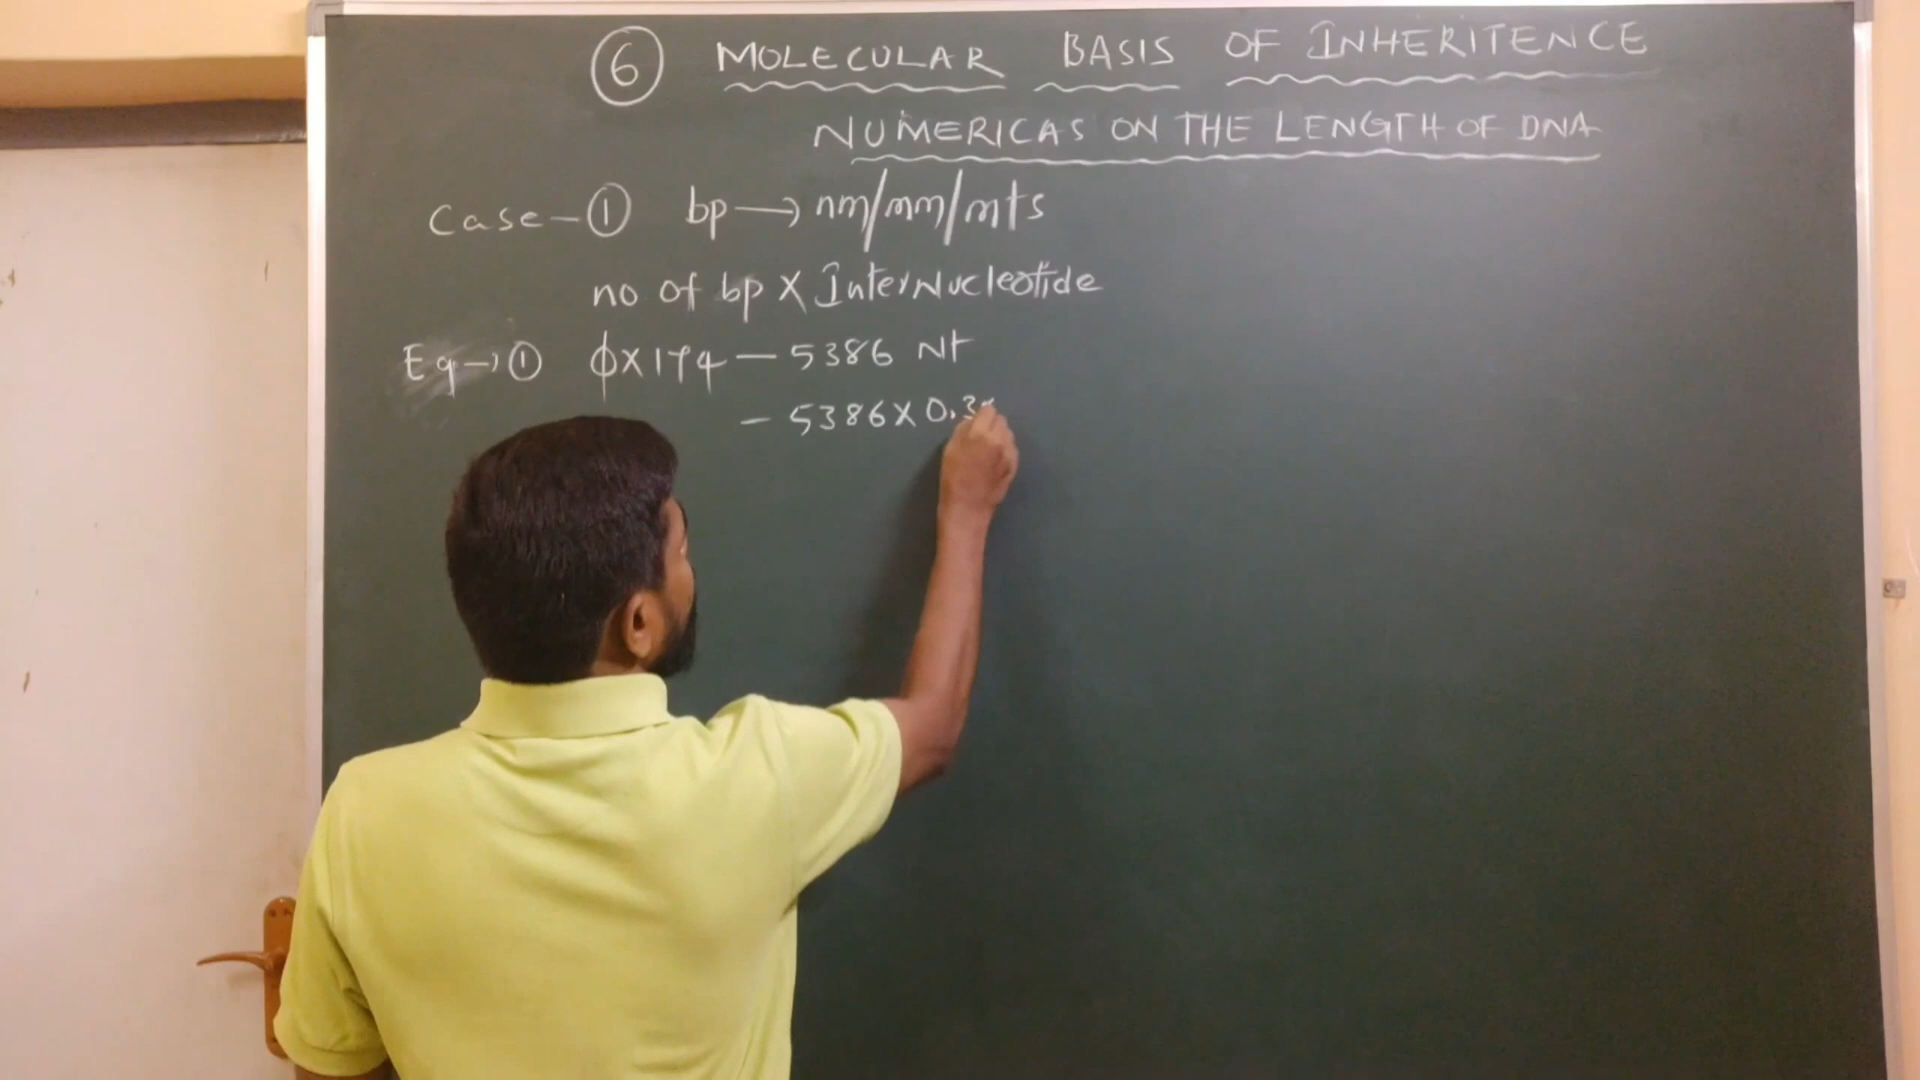 6 MOLECULAR BASIS OF INHERITENCE
NUMERICAS ON THE LENGTH OF DNA
Case-① bp → nm/mm/mts
no of bp X InterNucleotide
Eg→① ϕX174 — 5386 Nt
— 5386 X 0.3